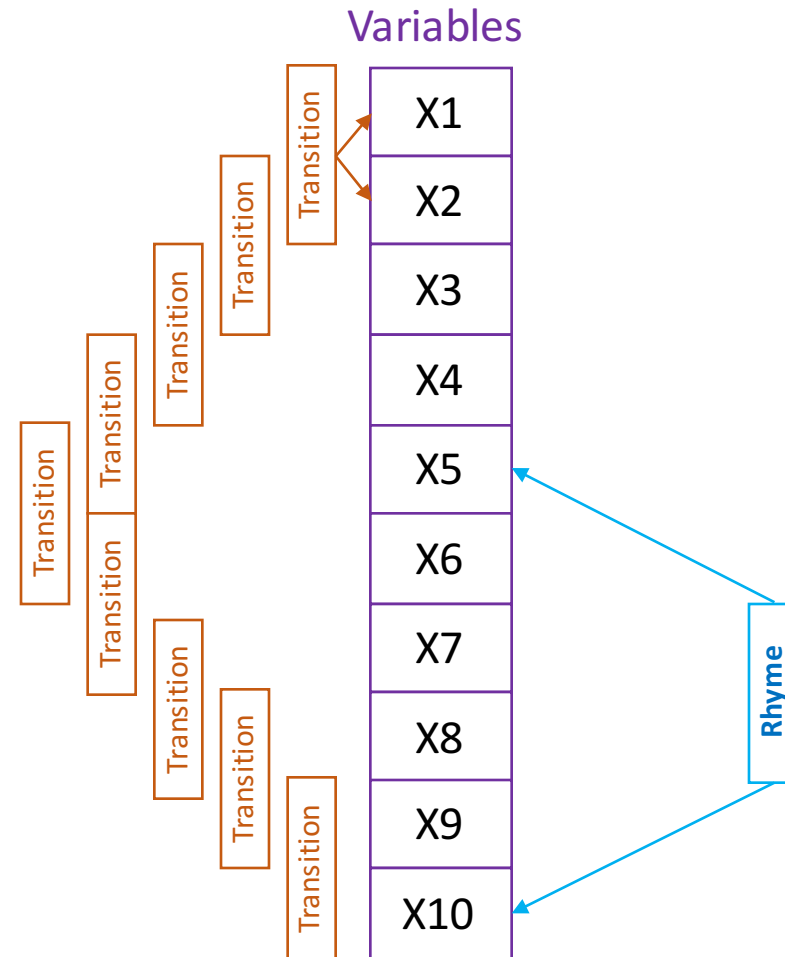 Variables
X1
X2
X3
X4
X5
X6
X7
X8
X9
X10
Transition
Transition
Transition
Transition
Transition
Transition
Transition
Transition
Transition
Rhyme